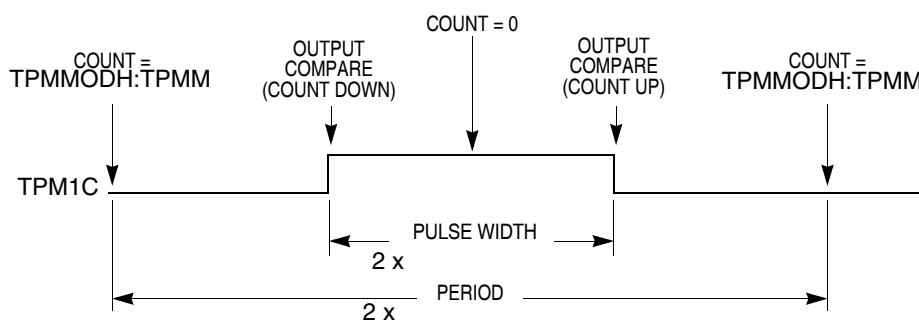 COUNT = 0
COUNT =
TPMMODH:TPMM
OUTPUT
COMPARE
(COUNT DOWN)
OUTPUT
COMPARE
(COUNT UP)
COUNT =
TPMMODH:TPMM
TPM1C
PULSE WIDTH
2 x
PERIOD
2 x